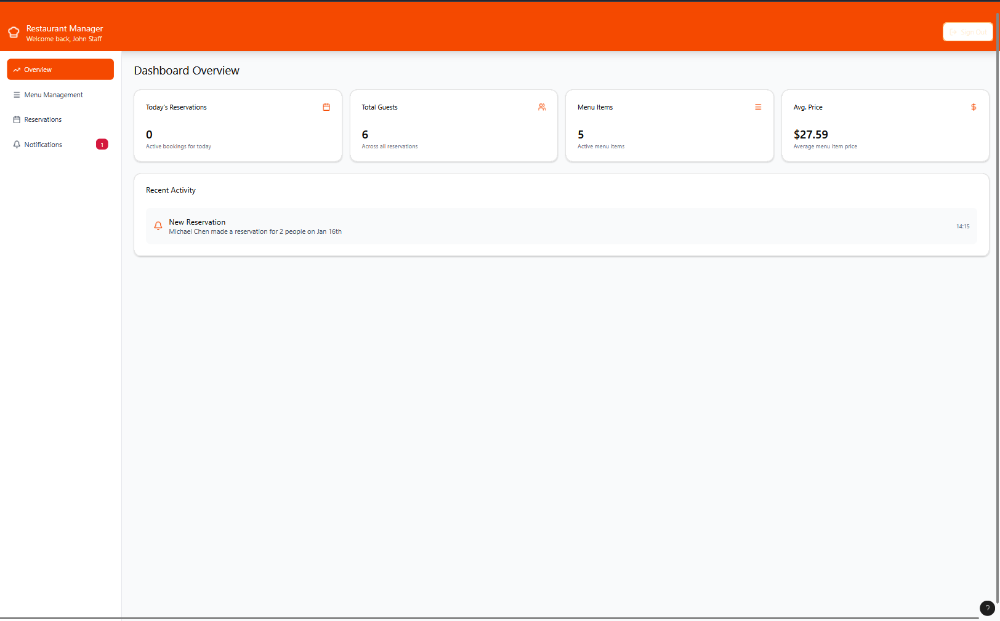 Restaurant Manager
Welcome back, John Staff
Sign Out
Overview
Menu Management
Reservations
Notifications
1
Dashboard Overview
Today's Reservations
0
Active bookings for today
Total Guests
6
Across all reservations
Menu Items
5
Active menu items
Avg. Price
$27.59
Average menu item price
Recent Activity
New Reservation
Michael Chen made a reservation for 2 people on Jan 16th
14:15
?